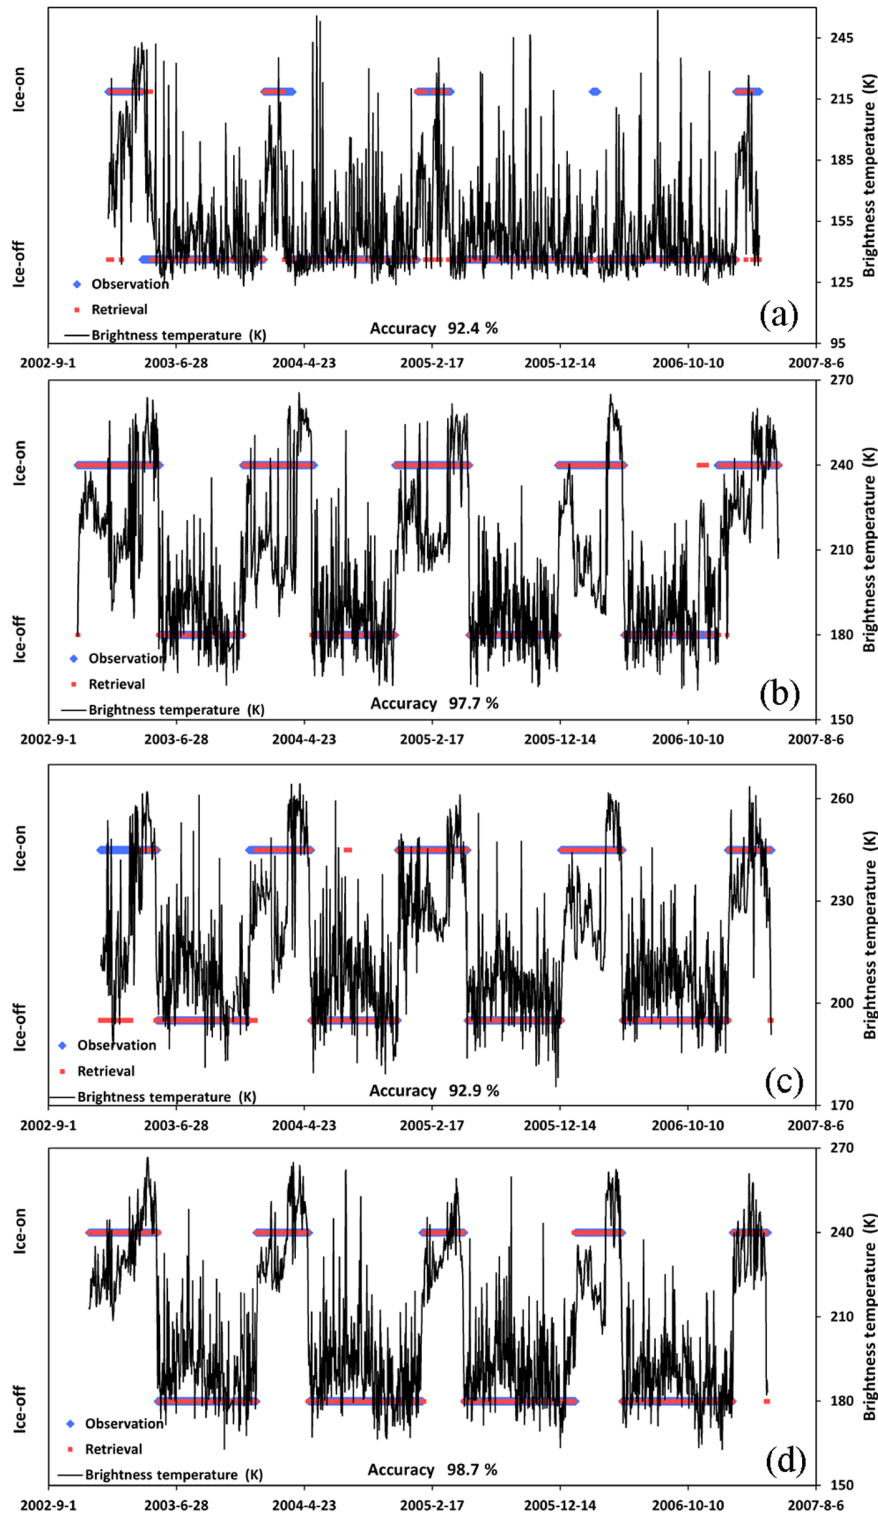 Ice-on
Ice-off
245
215
185
155
125
95
Brightness temperature (K)
Observation
Retrieval
Brightness temperature (K)
Accuracy 92.4 %
(a)
2002-9-1 2003-6-28 2004-4-23 2005-2-17 2005-12-14 2006-10-10 2007-8-6
Ice-on
Ice-off
270
240
210
180
150
Brightness temperature (K)
Observation
Retrieval
Brightness temperature (K)
Accuracy 97.7 %
(b)
2002-9-1 2003-6-28 2004-4-23 2005-2-17 2005-12-14 2006-10-10 2007-8-6
Ice-on
Ice-off
260
230
200
170
Brightness temperature (K)
Observation
Retrieval
Brightness temperature (K)
Accuracy 92.9 %
(c)
2002-9-1 2003-6-28 2004-4-23 2005-2-17 2005-12-14 2006-10-10 2007-8-6
Ice-on
Ice-off
270
240
210
180
150
Brightness temperature (K)
Observation
Retrieval
Brightness temperature (K)
Accuracy 98.7 %
(d)
2002-9-1 2003-6-28 2004-4-23 2005-2-17 2005-12-14 2006-10-10 2007-8-6